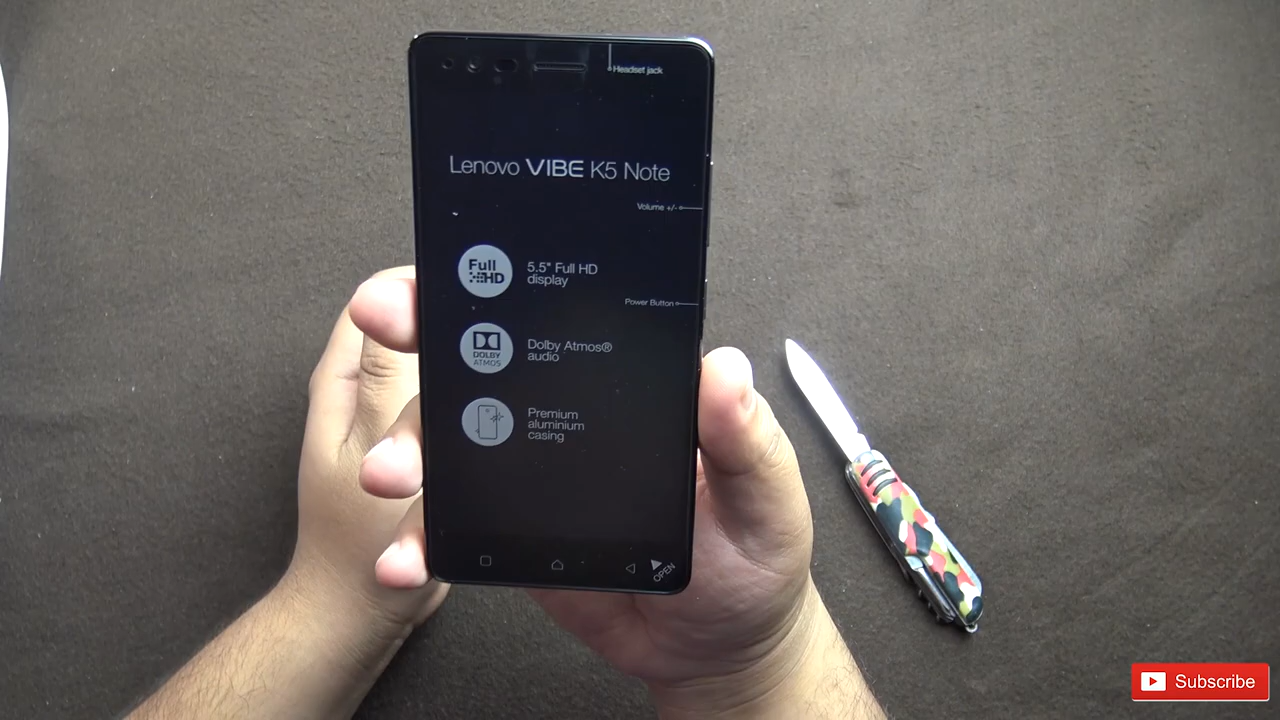 Headset jack
Lenovo VIBE K5 Note
Volume +/-
Full HD
5.5" Full HD
display
Power Button
DOLBY
ATMOS
Dolby Atmos®
audio
Premium
aluminium
casing
OPEN
Subscribe